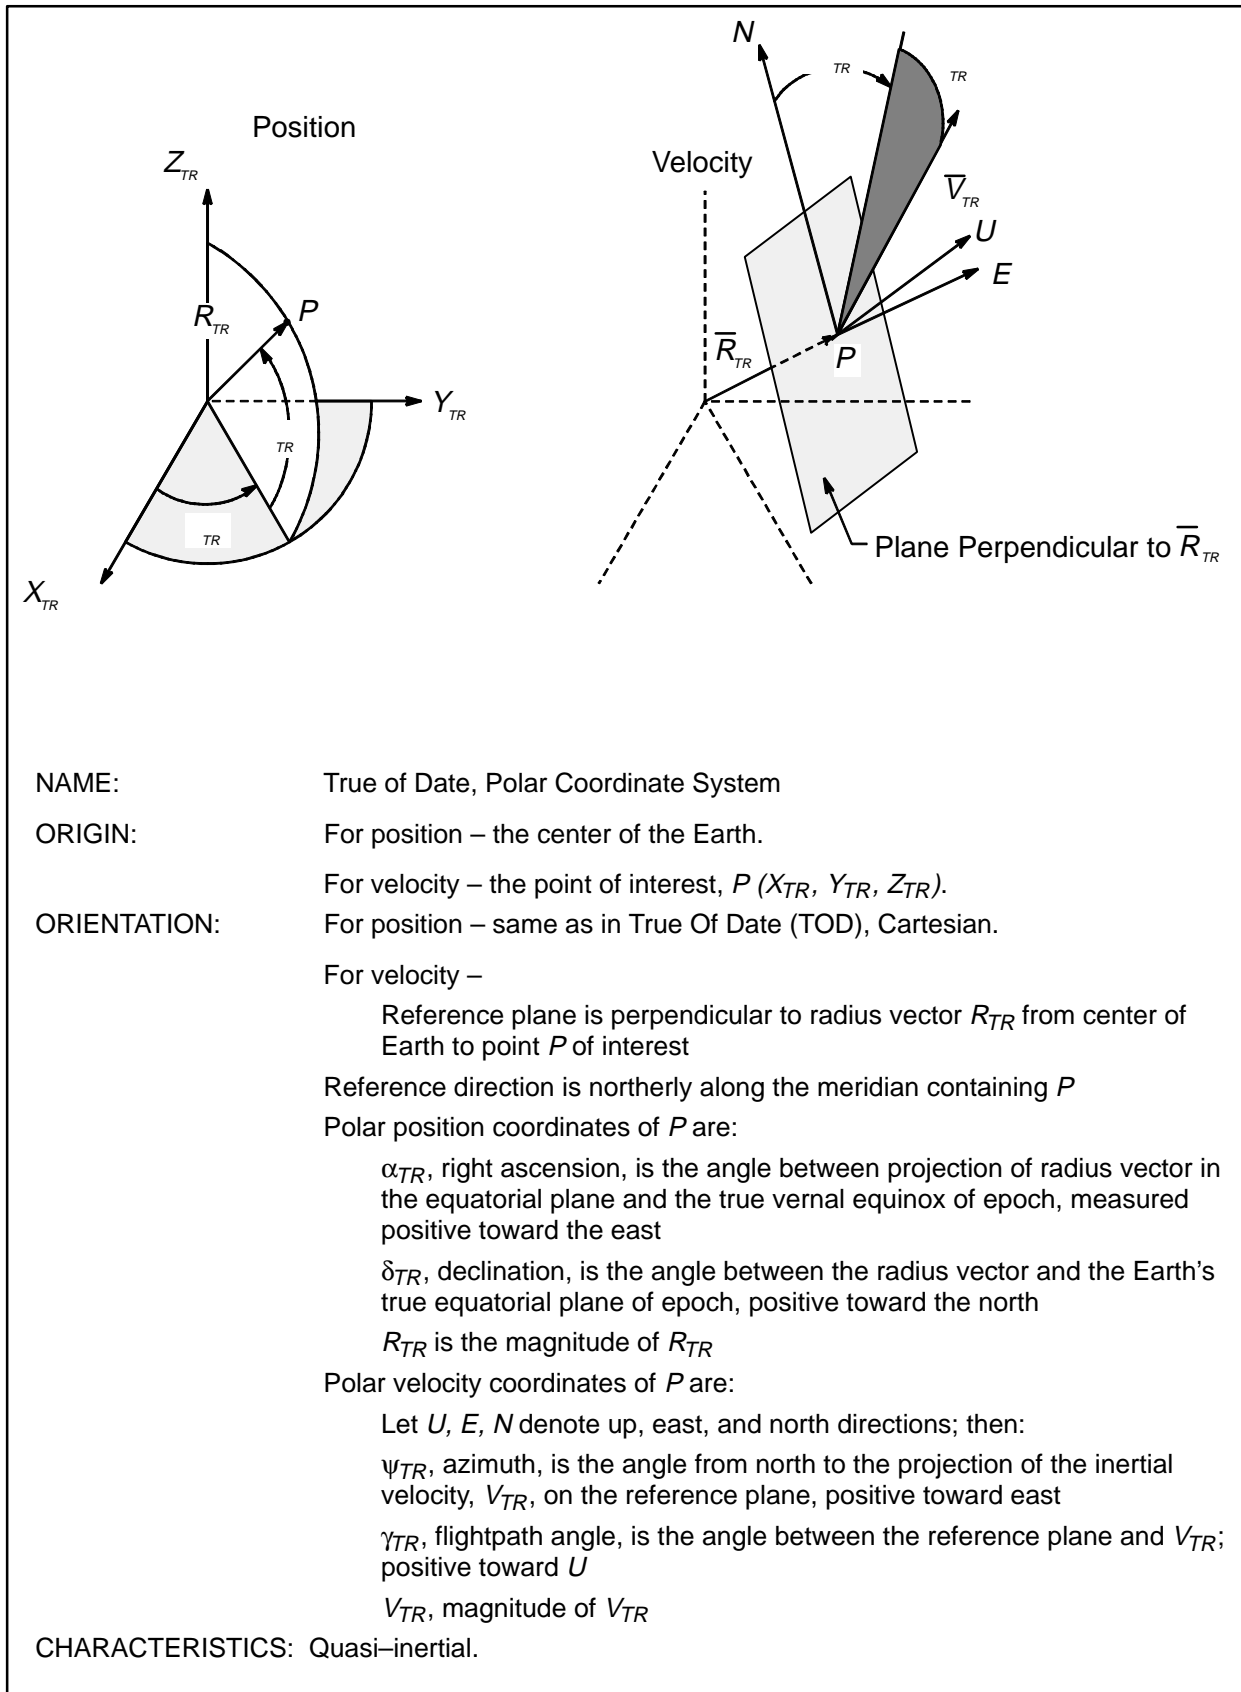 Position
Z_TR
R_TR
P
Y_TR
TR
TR
X_TR
N
TR
TR
Velocity
V̅_TR
U
E
R̅_TR
P
Plane Perpendicular to R̅_TR
NAME: True of Date, Polar Coordinate System
ORIGIN: For position – the center of the Earth.
For velocity – the point of interest, P (X_TR, Y_TR, Z_TR).
ORIENTATION: For position – same as in True Of Date (TOD), Cartesian.
For velocity –
Reference plane is perpendicular to radius vector R_TR from center of
Earth to point P of interest
Reference direction is northerly along the meridian containing P
Polar position coordinates of P are:
α_TR, right ascension, is the angle between projection of radius vector in
the equatorial plane and the true vernal equinox of epoch, measured
positive toward the east
δ_TR, declination, is the angle between the radius vector and the Earth's
true equatorial plane of epoch, positive toward the north
R_TR is the magnitude of R_TR
Polar velocity coordinates of P are:
Let U, E, N denote up, east, and north directions; then:
ψ_TR, azimuth, is the angle from north to the projection of the inertial
velocity, V_TR, on the reference plane, positive toward east
γ_TR, flightpath angle, is the angle between the reference plane and V_TR;
positive toward U
V_TR, magnitude of V_TR
CHARACTERISTICS: Quasi–inertial.